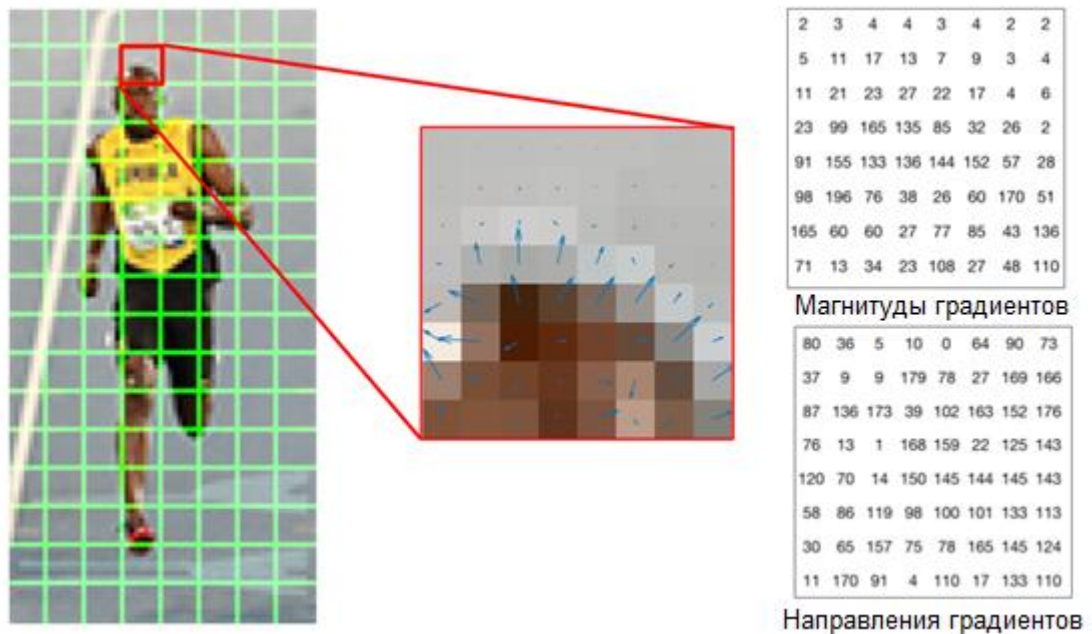 2 3 4 4 3 4 2 2
5 11 17 13 7 9 3 4
11 21 23 27 22 17 4 6
23 99 165 135 85 32 26 2
91 155 133 136 144 152 57 28
98 196 76 38 26 60 170 51
165 60 60 27 77 85 43 136
71 13 34 23 108 27 48 110
Магнитуды градиентов
80 36 5 10 0 64 90 73
37 9 9 179 78 27 169 166
87 136 173 39 102 163 152 176
76 13 1 168 159 22 125 143
120 70 14 150 145 144 145 143
58 86 119 98 100 101 133 113
30 65 157 75 78 165 145 124
11 170 91 4 110 17 133 110
Направления градиентов